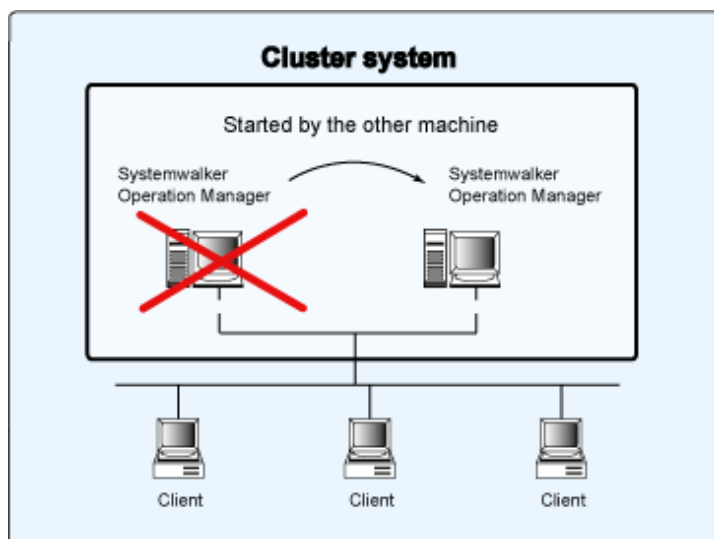 Cluster system
Started by the other machine
Systemwalker
Operation Manager
Systemwalker
Operation Manager
Client
Client
Client